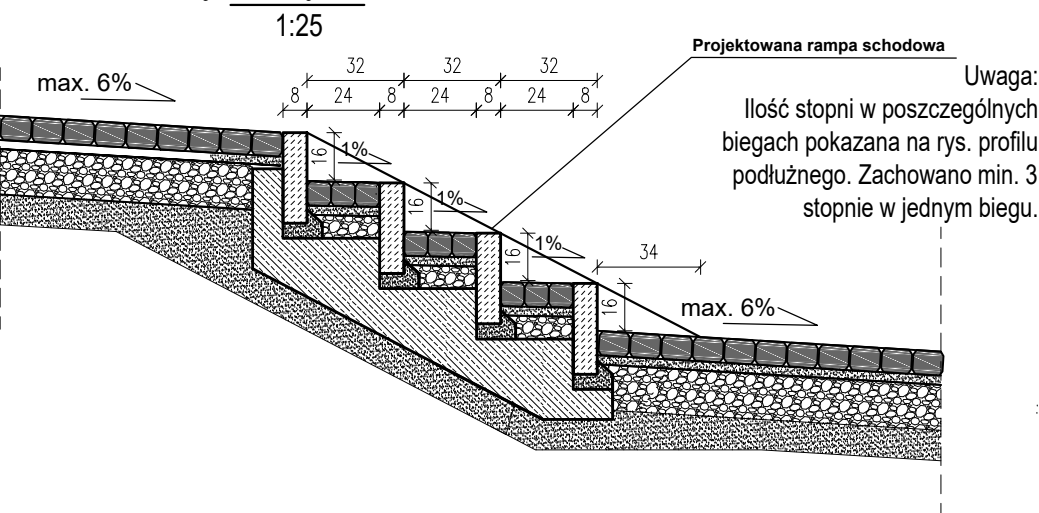 1:25
Projektowana rampa schodowa
max. 6%
32 32 32
8 24 8 24 8 24 8
Uwaga:
Ilość stopni w poszczególnych
biegach pokazana na rys. profilu
podłużnego. Zachowano min. 3
stopnie w jednym biegu.
16 1%
16 1%
16 1%
34
16
max. 6%